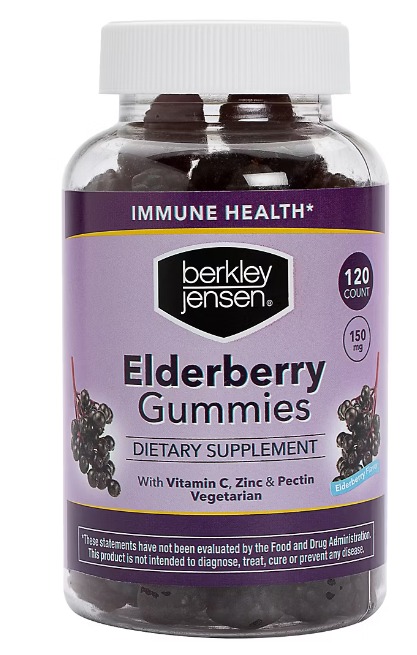 IMMUNE HEALTH*
berkley
jensen®
120
COUNT
150
mg
Elderberry
Gummies
DIETARY SUPPLEMENT
With Vitamin C, Zinc & Pectin
Vegetarian
Elderberry Flavor
*These statements have not been evaluated by the Food and Drug Administration.
This product is not intended to diagnose, treat, cure or prevent any disease.